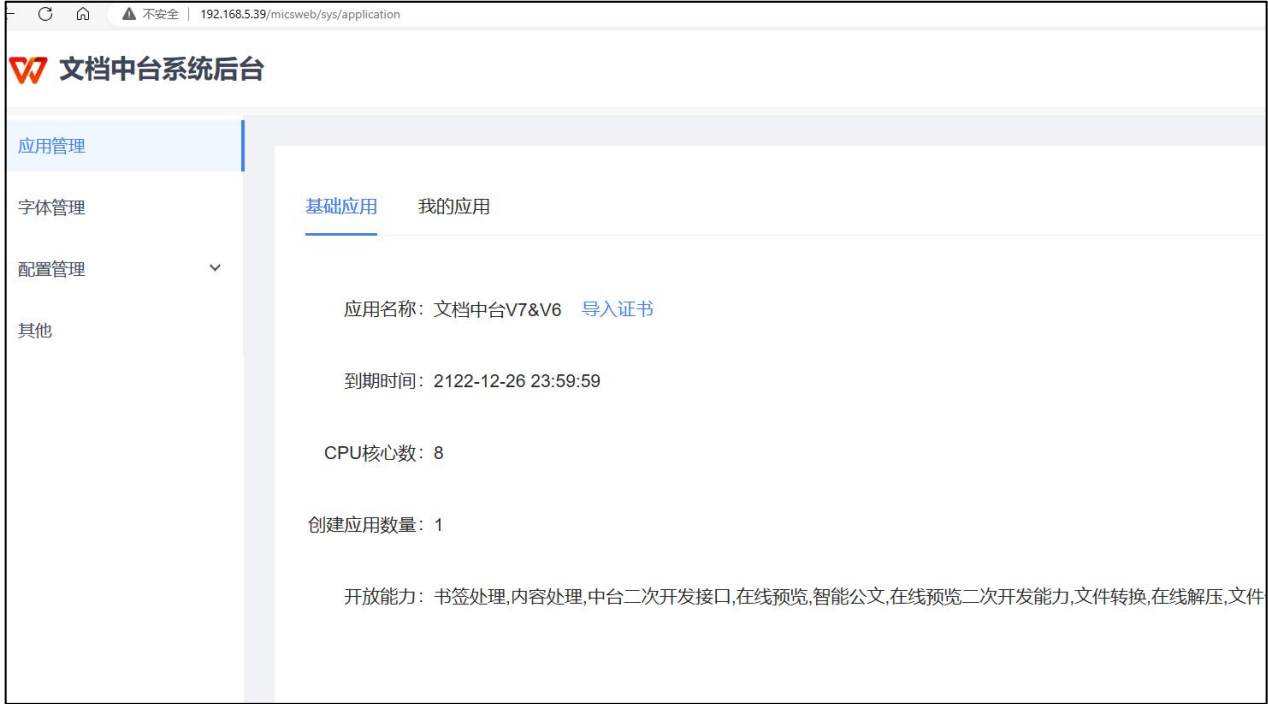 不安全 192.168.5.39/micsweb/sys/application
文档中台系统后台
应用管理
字体管理
配置管理
其他
基础应用 我的应用
应用名称：文档中台V7&V6 导入证书
到期时间：2122-12-26 23:59:59
CPU核心数：8
创建应用数量：1
开放能力：书签处理,内容处理,中台二次开发接口,在线预览,智能公文,在线预览二次开发能力,文件转换,在线解压,文件